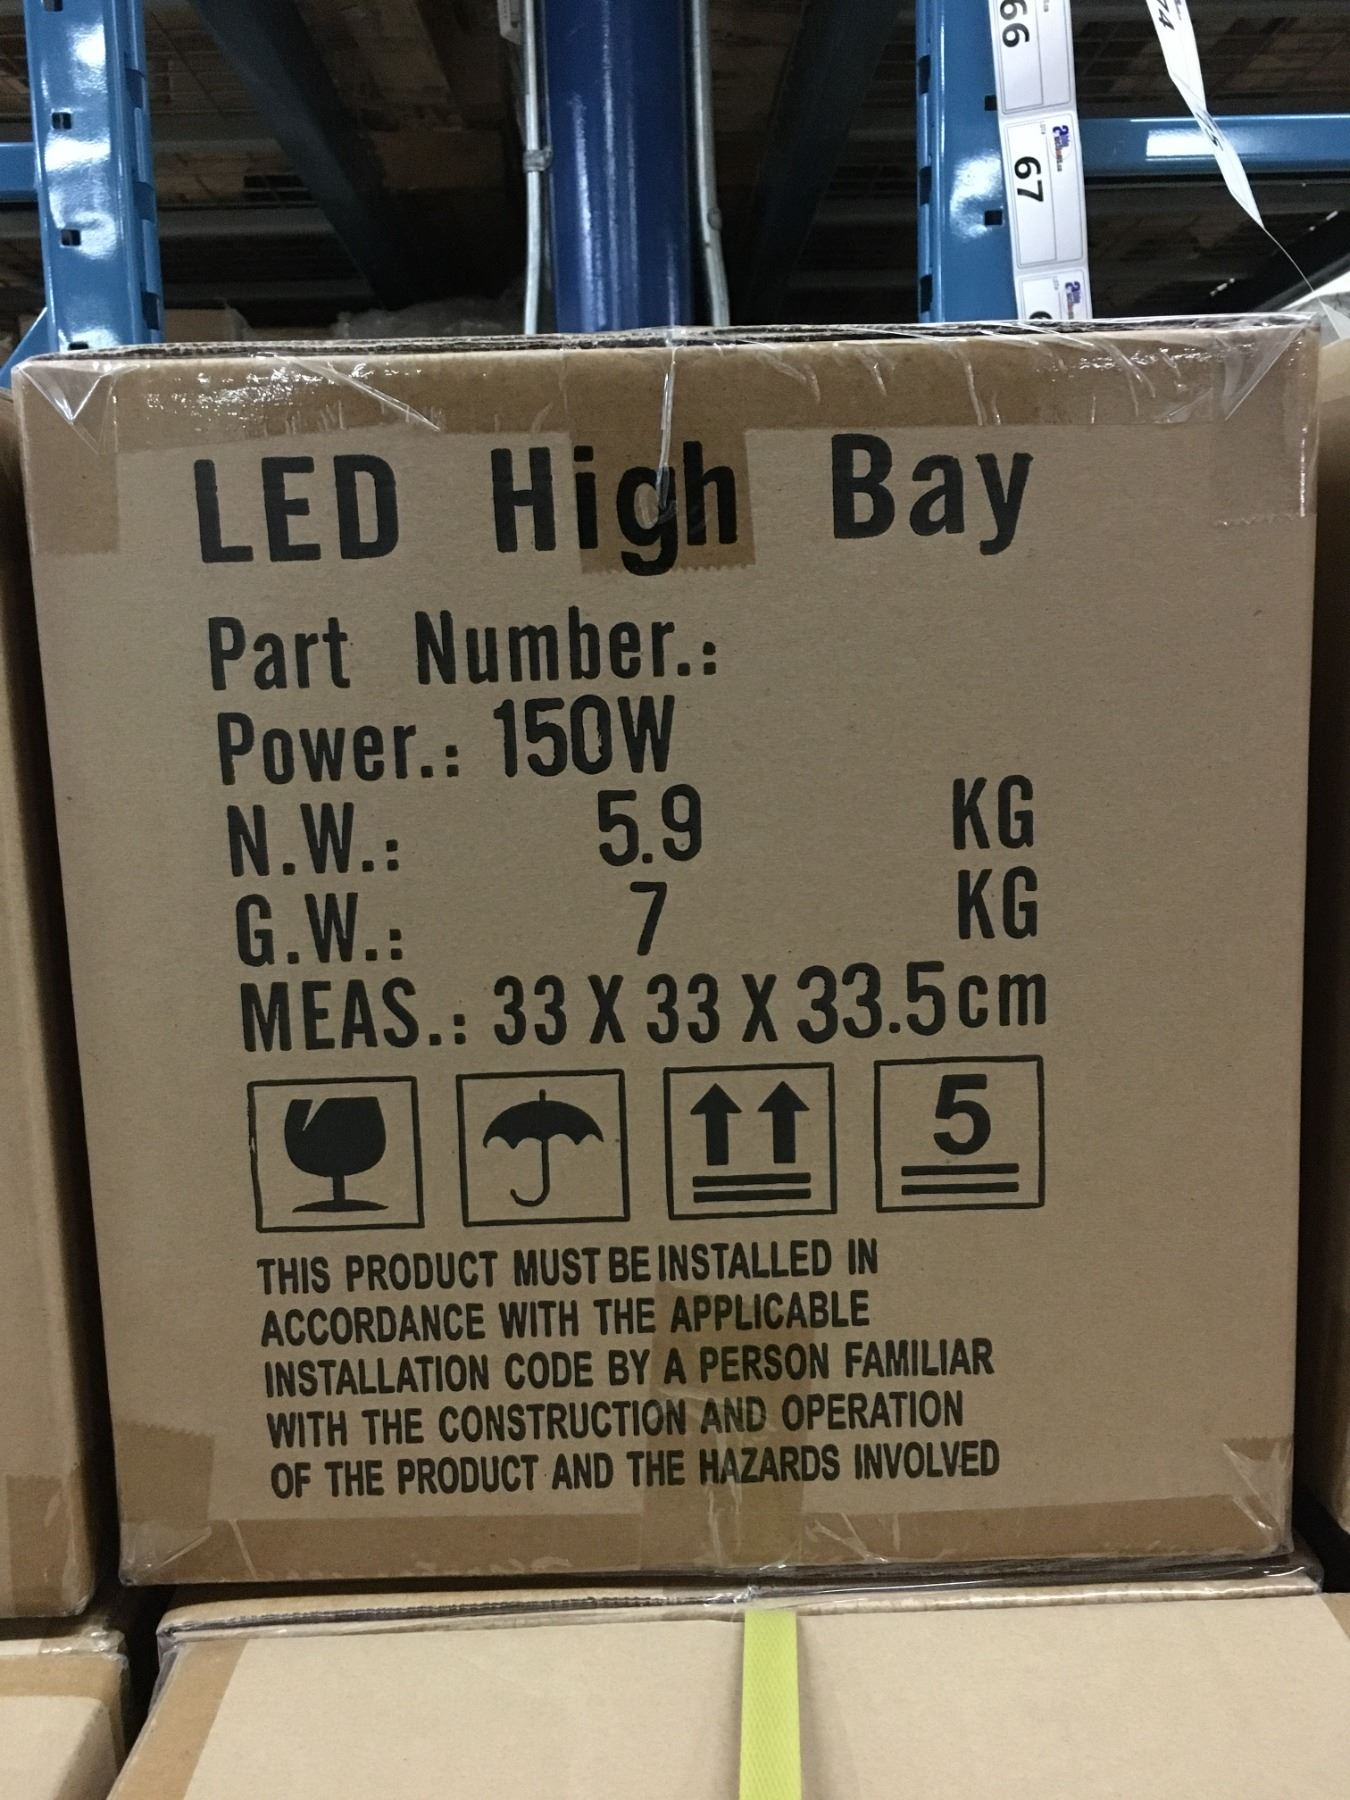 66
74
67
LED High Bay
Part Number.:
Power.: 150W
N.W.: 5.9 KG
G.W.: 7 KG
MEAS.: 33 X 33 X 33.5cm
5
THIS PRODUCT MUST BE INSTALLED IN
ACCORDANCE WITH THE APPLICABLE
INSTALLATION CODE BY A PERSON FAMILIAR
WITH THE CONSTRUCTION AND OPERATION
OF THE PRODUCT AND THE HAZARDS INVOLVED